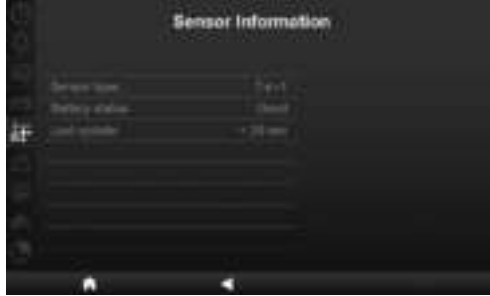 Sensor Information
Sensor type
Battery status Good
Last update